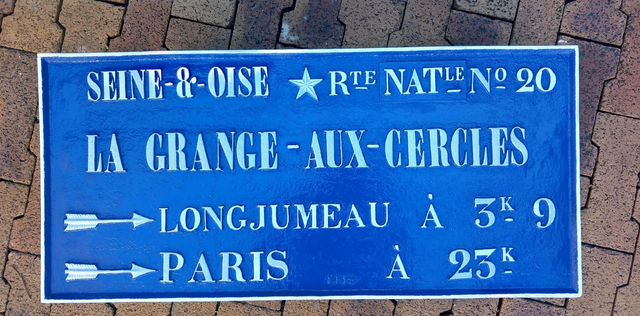 SEINE-&-OISE ★ RTE NATLE NO 20
LA GRANGE-AUX-CERCLES
LONGJUMEAU À 3K 9
PARIS À 23K